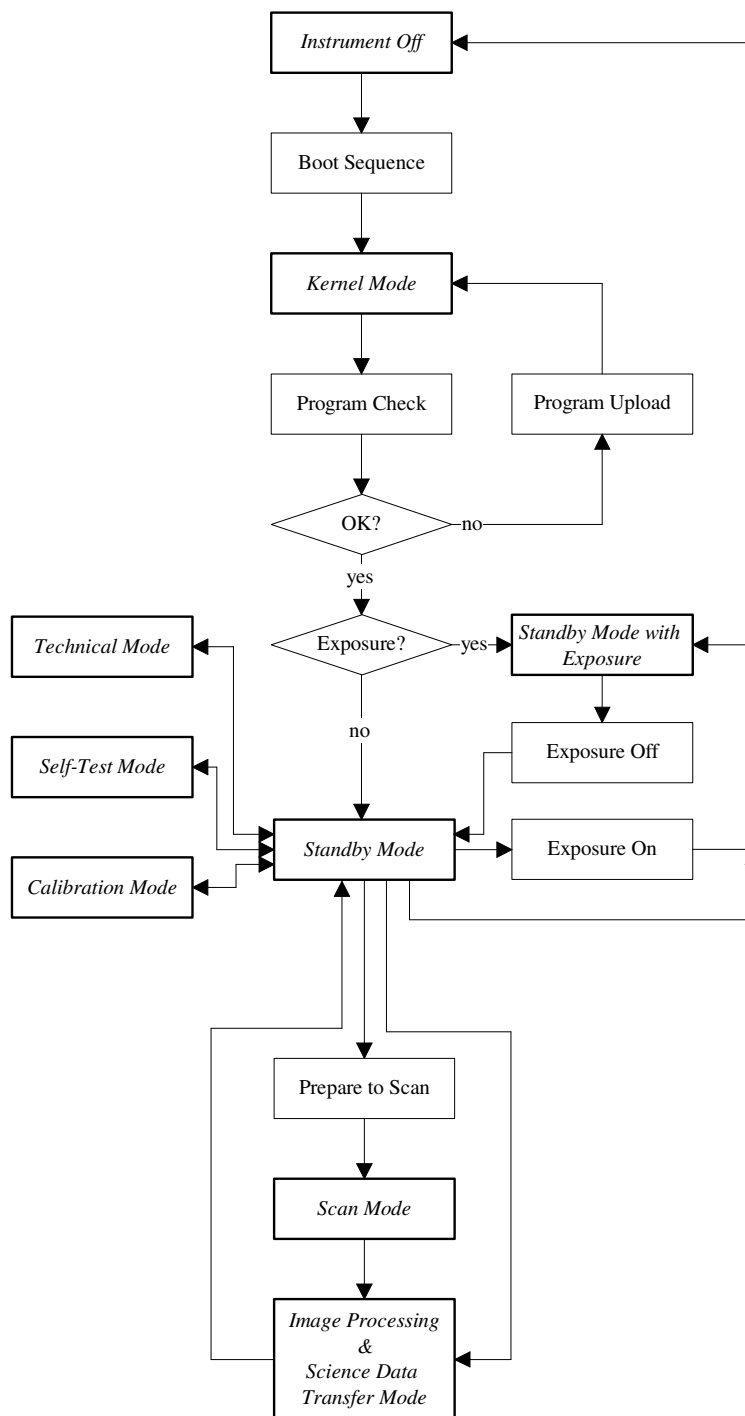 Instrument Off
Boot Sequence
Kernel Mode
Program Check
Program Upload
OK?
no
yes
Technical Mode
Exposure?
yes
Standby Mode with
Exposure
no
Self-Test Mode
Exposure Off
Standby Mode
Exposure On
Calibration Mode
Prepare to Scan
Scan Mode
Image Processing
&
Science Data
Transfer Mode